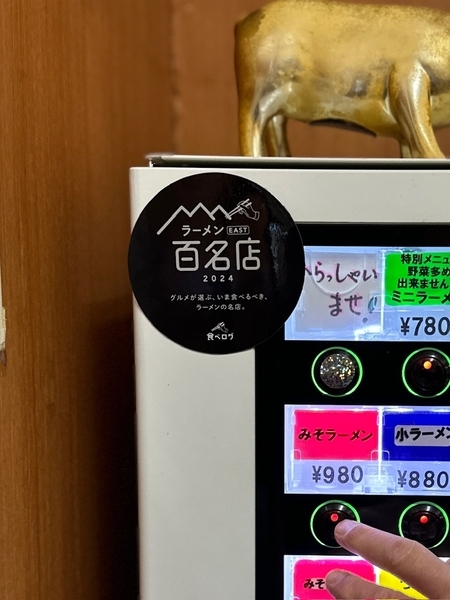 ラーメン EAST
百名店
2024
グルメが選ぶ、いま食べるべき、
ラーメンの名店。
食べログ
らっしゃい
ませ!
特別メニュ
野菜多め
出来ません
ミニラーメ
¥780
みそラーメン
¥980
小ラーメン
¥880
みそ